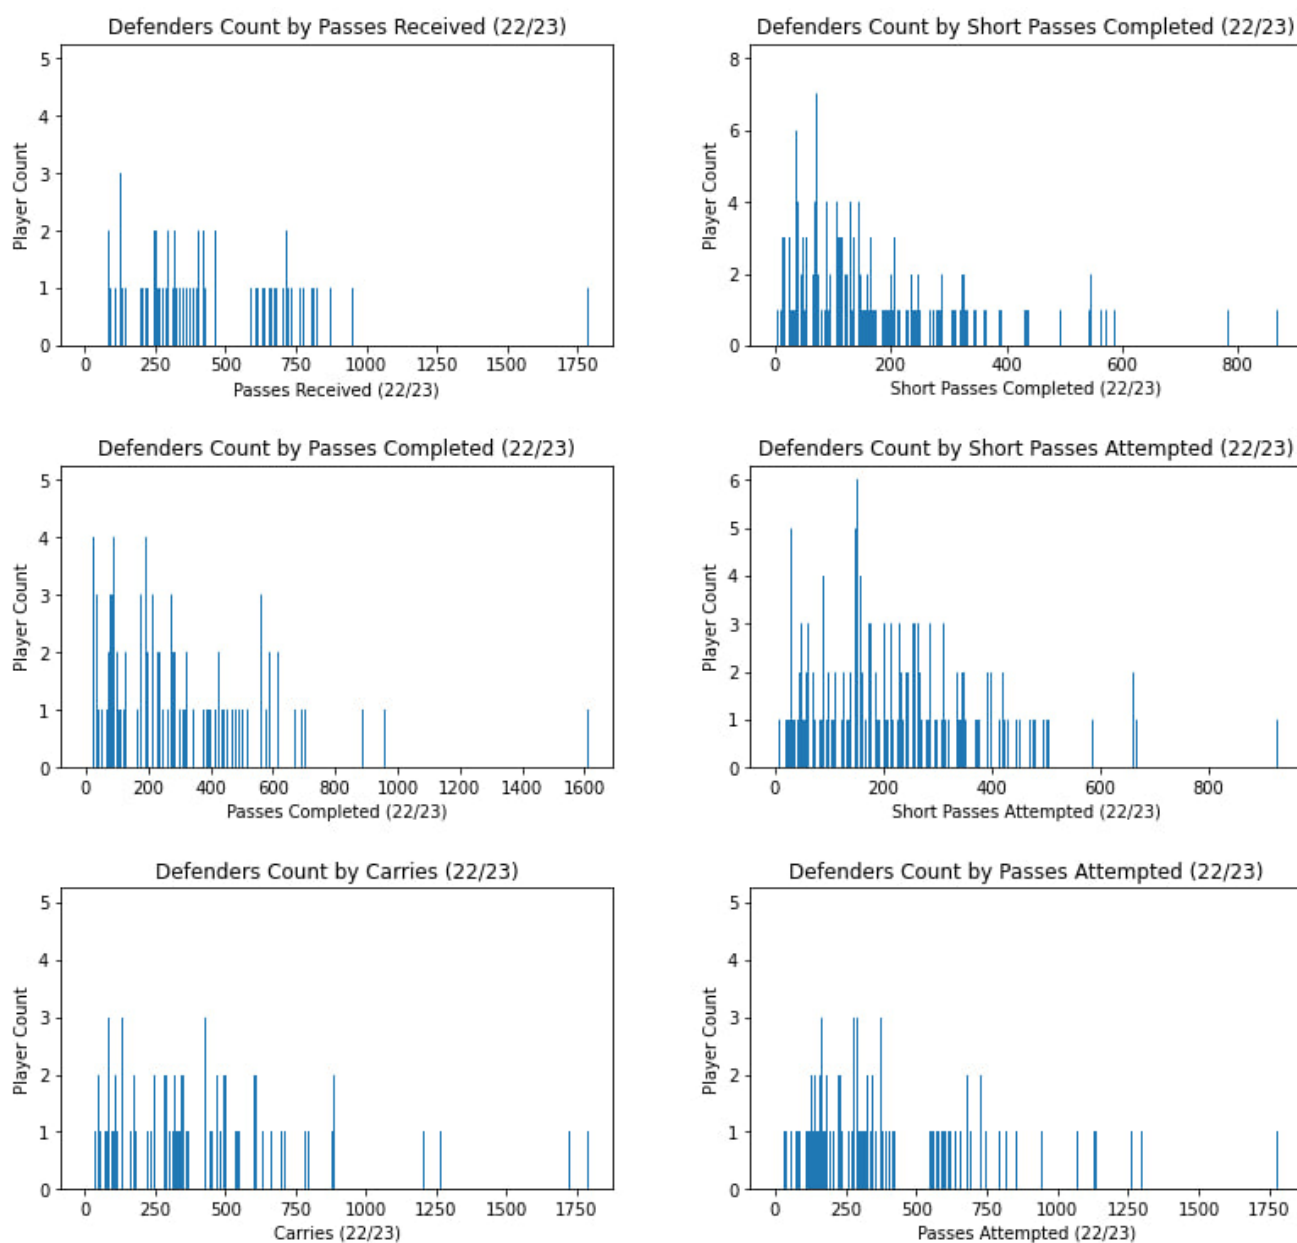 Defenders Count by Passes Received (22/23)
5
4
3
2
1
0
Player Count
0 250 500 750 1000 1250 1500 1750
Passes Received (22/23)
Defenders Count by Short Passes Completed (22/23)
8
6
4
2
0
Player Count
0 200 400 600 800
Short Passes Completed (22/23)
Defenders Count by Passes Completed (22/23)
5
4
3
2
1
0
Player Count
0 200 400 600 800 1000 1200 1400 1600
Passes Completed (22/23)
Defenders Count by Short Passes Attempted (22/23)
6
5
4
3
2
1
0
Player Count
0 200 400 600 800
Short Passes Attempted (22/23)
Defenders Count by Carries (22/23)
5
4
3
2
1
0
Player Count
0 250 500 750 1000 1250 1500 1750
Carries (22/23)
Defenders Count by Passes Attempted (22/23)
5
4
3
2
1
0
Player Count
0 250 500 750 1000 1250 1500 1750
Passes Attempted (22/23)